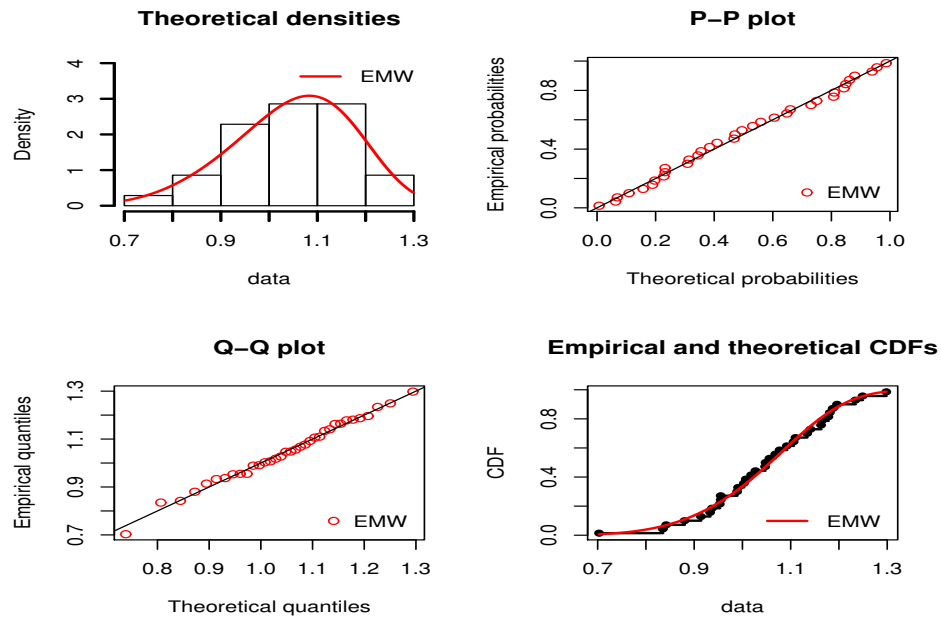 Theoretical densities
4
3
2
1
0
Density
EMW
0.7 0.9 1.1 1.3
data
P−P plot
0.8
0.4
0.0
Empirical probabilities
EMW
0.0 0.2 0.4 0.6 0.8 1.0
Theoretical probabilities
Q−Q plot
1.3
1.1
0.9
0.7
Empirical quantiles
EMW
0.8 0.9 1.0 1.1 1.2 1.3
Theoretical quantiles
Empirical and theoretical CDFs
0.8
0.4
0.0
CDF
EMW
0.7 0.9 1.1 1.3
data